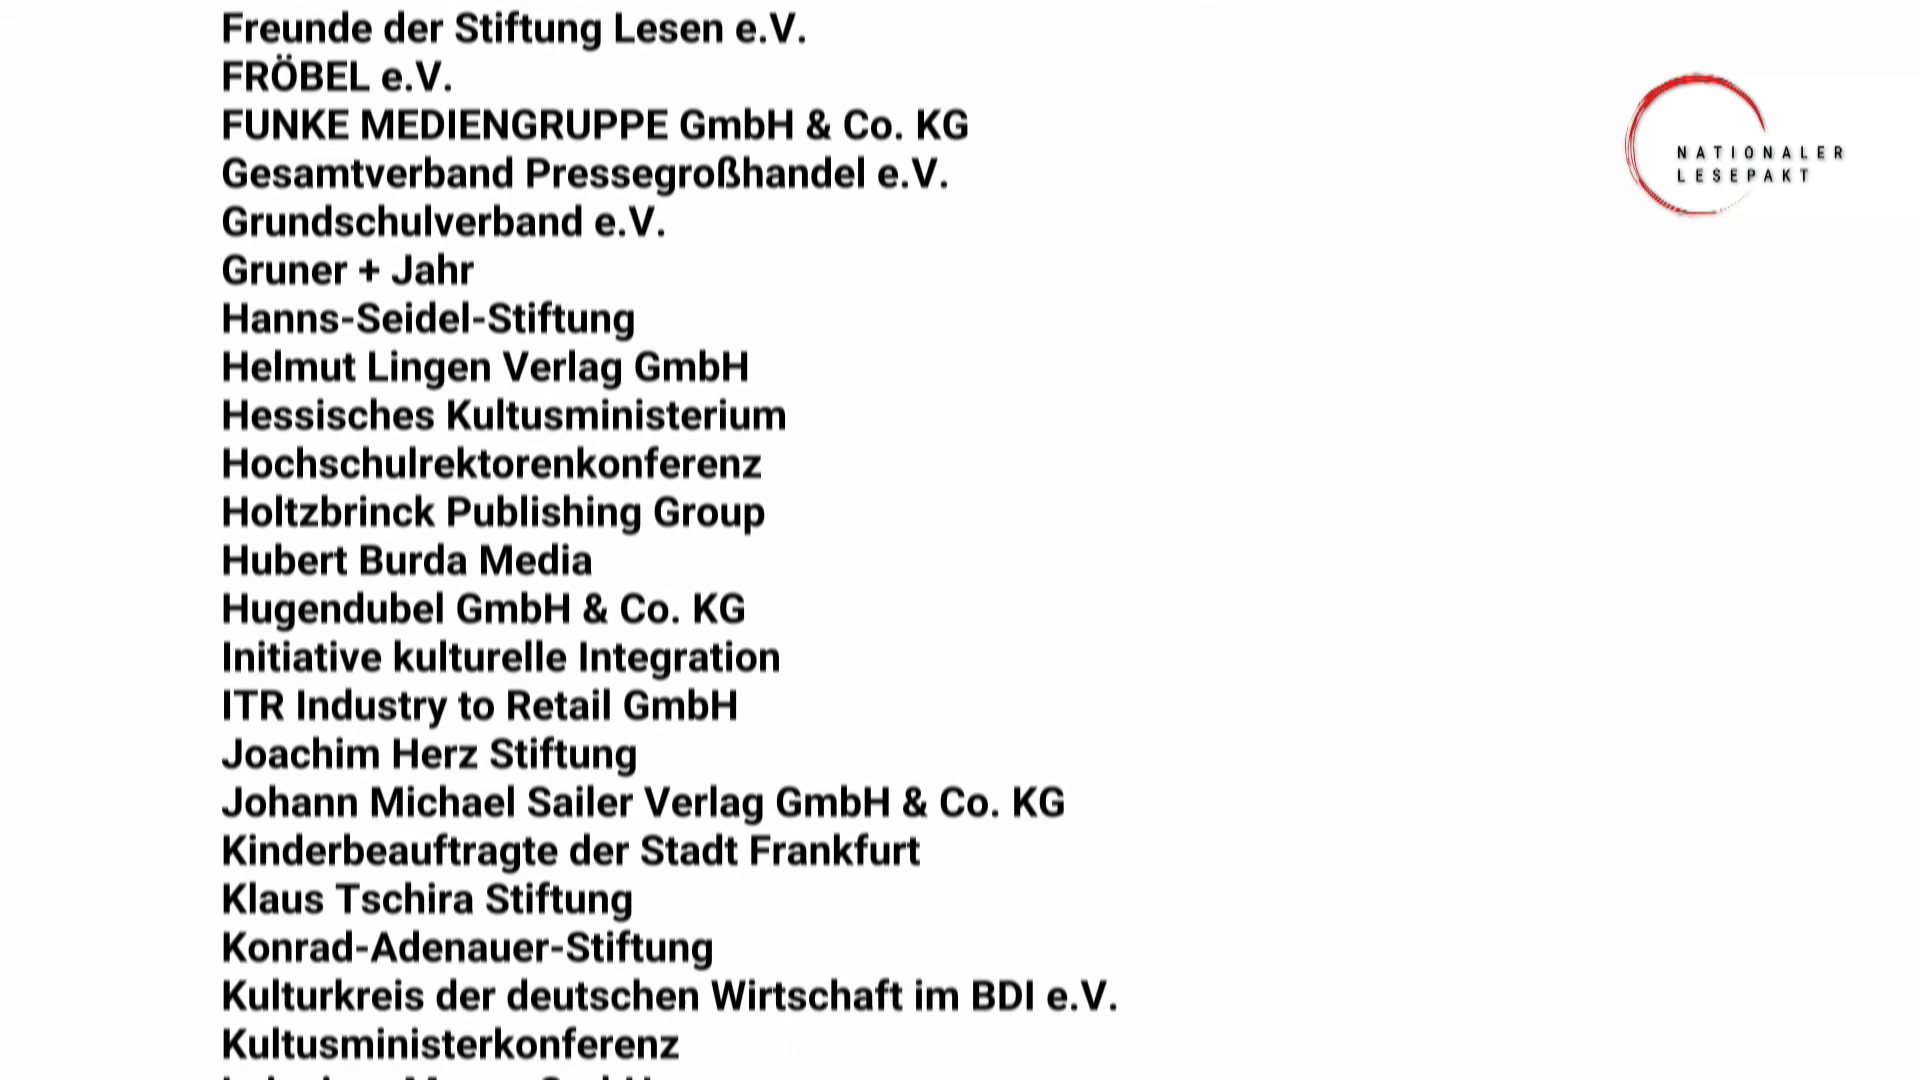 Freunde der Stiftung Lesen e.V.
FRÖBEL e.V.
FUNKE MEDIENGRUPPE GmbH & Co. KG
Gesamtverband Pressegroßhandel e.V.
Grundschulverband e.V.
Gruner + Jahr
Hanns-Seidel-Stiftung
Helmut Lingen Verlag GmbH
Hessisches Kultusministerium
Hochschulrektorenkonferenz
Holtzbrinck Publishing Group
Hubert Burda Media
Hugendubel GmbH & Co. KG
Initiative kulturelle Integration
ITR Industry to Retail GmbH
Joachim Herz Stiftung
Johann Michael Sailer Verlag GmbH & Co. KG
Kinderbeauftragte der Stadt Frankfurt
Klaus Tschira Stiftung
Konrad-Adenauer-Stiftung
Kulturkreis der deutschen Wirtschaft im BDI e.V.
Kultusministerkonferenz
NATIONALER
LESEPAKT